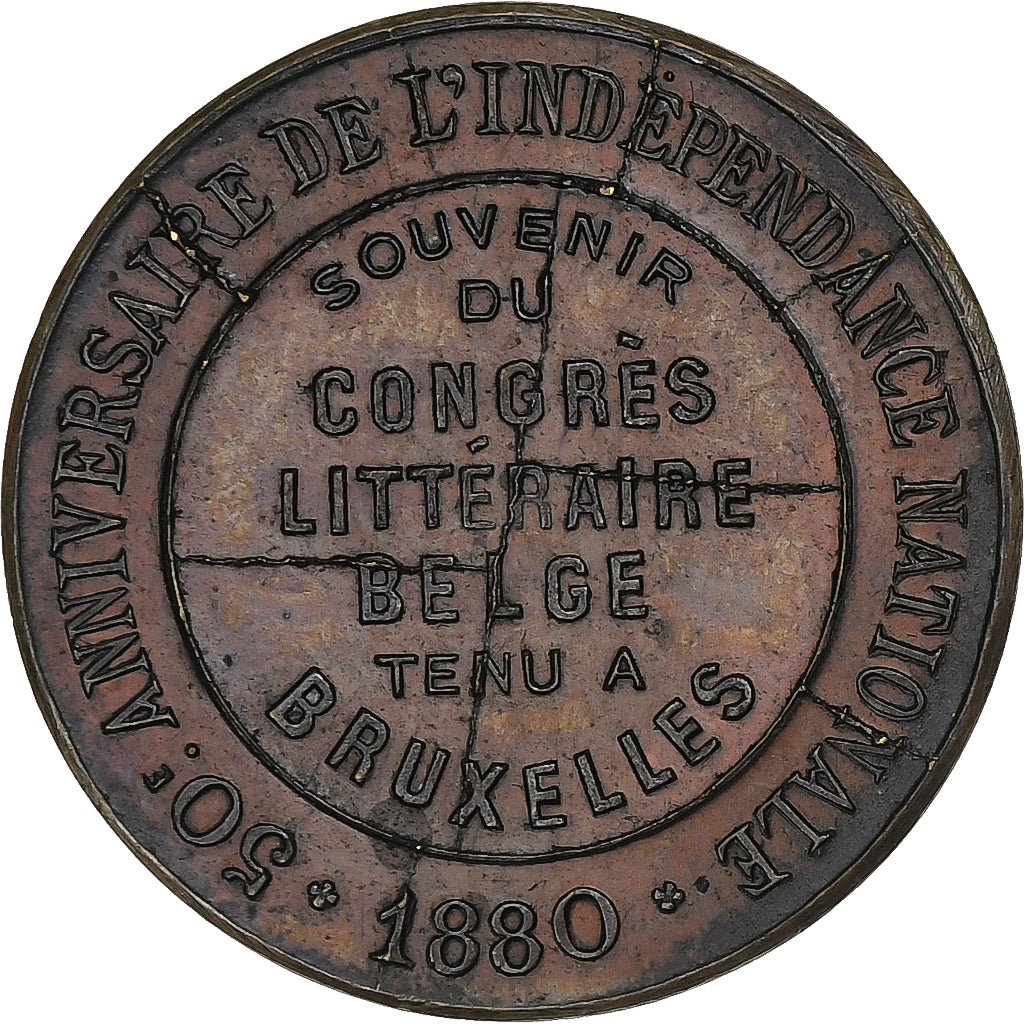 50E. ANNIVERSAIRE DE L'INDÉPENDANCE NATIONALE.
SOUVENIR
DU
CONGRÈS
LITTÉRAIRE
BELGE
TENU A
BRUXELLES
* 1880 *